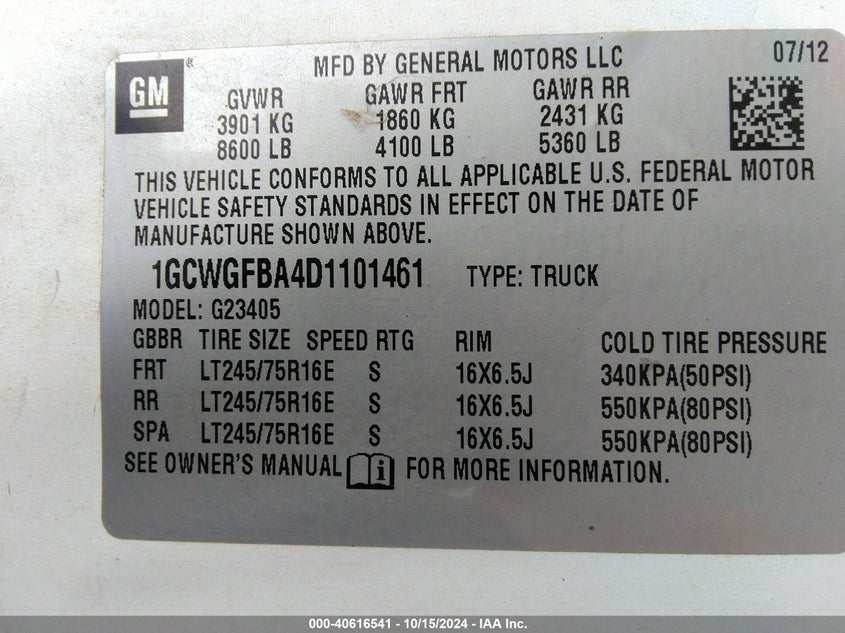 GM ®
MFD BY GENERAL MOTORS LLC 07/12
GVWR GAWR FRT GAWR RR
3901 KG 1860 KG 2431 KG
8600 LB 4100 LB 5360 LB
THIS VEHICLE CONFORMS TO ALL APPLICABLE U.S. FEDERAL MOTOR
VEHICLE SAFETY STANDARDS IN EFFECT ON THE DATE OF
MANUFACTURE SHOWN ABOVE.
1GCWGFBA4D1101461 TYPE: TRUCK
MODEL: G23405
GBBR TIRE SIZE SPEED RTG RIM COLD TIRE PRESSURE
FRT LT245/75R16E S 16X6.5J 340KPA(50PSI)
RR LT245/75R16E S 16X6.5J 550KPA(80PSI)
SPA LT245/75R16E S 16X6.5J 550KPA(80PSI)
SEE OWNER'S MANUAL i FOR MORE INFORMATION.
000-40616541 - 10/15/2024 - IAA Inc.